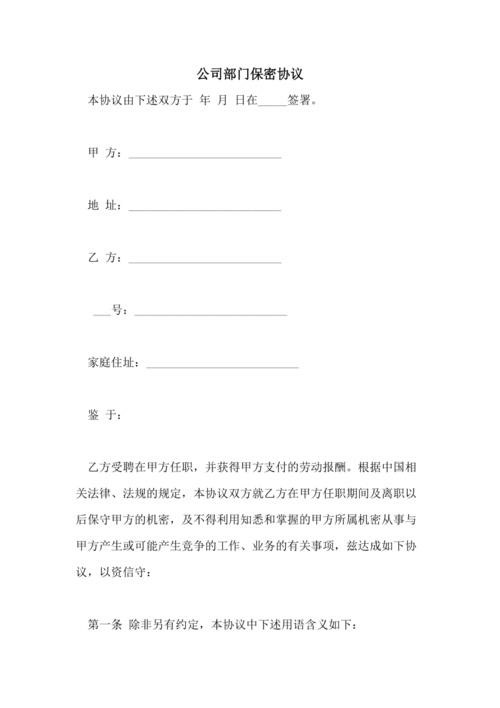 公司部门保密协议
本协议由下述双方于 年 月 日在_____签署。
甲 方：__________________________
地 址：__________________________
乙 方：__________________________
___号：__________________________
家庭住址：__________________________
鉴 于：
乙方受聘在甲方任职，并获得甲方支付的劳动报酬。根据中国相
关法律、法规的规定，本协议双方就乙方在甲方任职期间及离职以
后保守甲方的机密，及不得利用知悉和掌握的甲方所属机密从事与
甲方产生或可能产生竞争的工作、业务的有关事项，兹达成如下协
议，以资信守：
第一条 除非另有约定，本协议中下述用语含义如下：